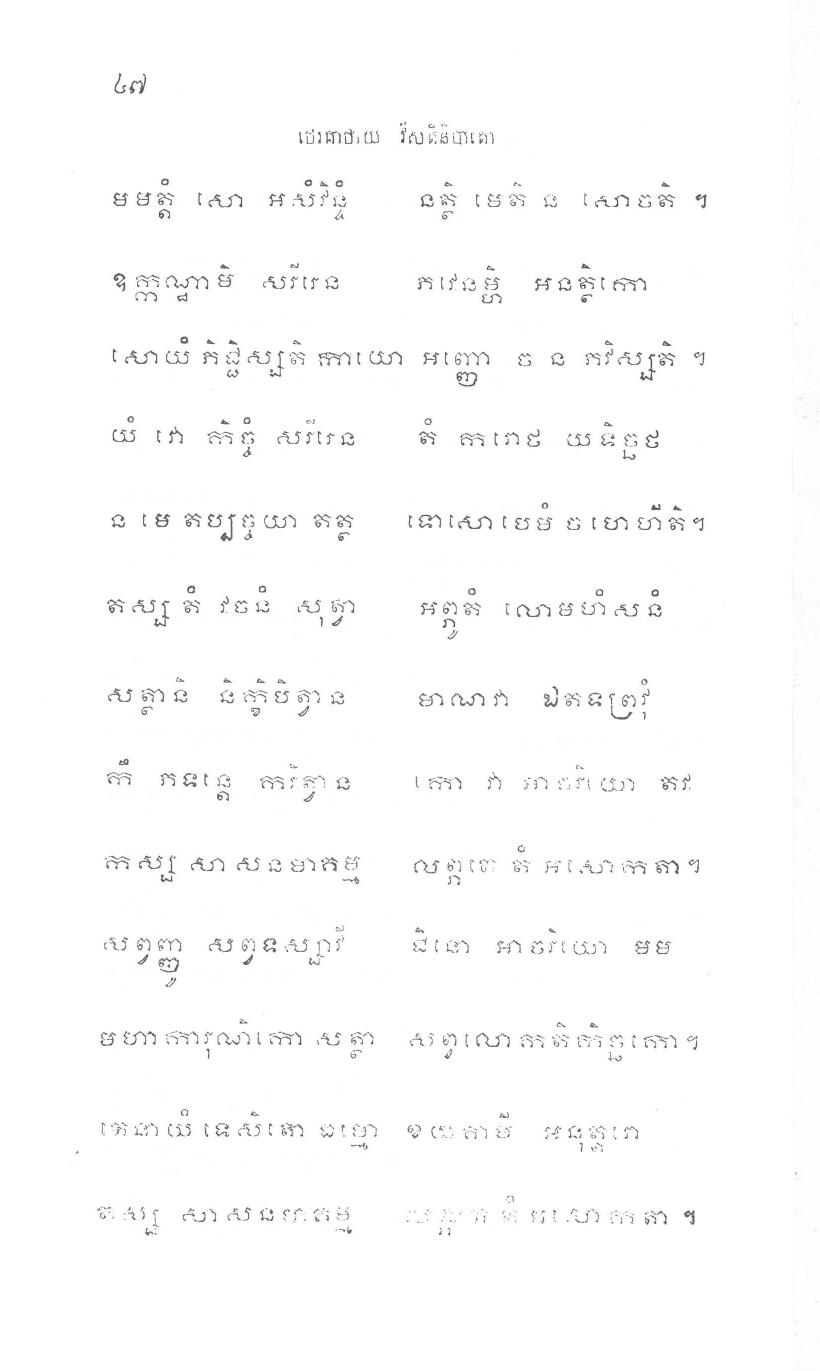 ៤៧
ថេរគាថាយ វីសតិនិបាតោ
មមត្តំ សោ អសំវិន្ទំ នត្ថិ មេតិ ន សោចតិ ។
ឧក្កណ្ឋាមិ សរីរេន ភវេនម្ហិ អនត្ថិកោ
សោយំ ភិជ្ជិស្សតិ កាយោ អញ្ញោ ច ន ភវិស្សតិ ។
យំ វោ កិច្ចំ សរីរេន តំ ករោថ យទិច្ឆថ
ន មេ តប្បច្ចយា តត្ថ ទោសោ បេមំ ច ហេហីតិ។
តស្ស តំ វចនំ សុត្វា អព្ភូតំ លោមហំសនំ
សត្ថានិ និក្ខិបិត្វាន មាណវា ឯតទព្រវុំ
កឹ ភទន្តេ ករិត្វាន កោ វា អាចរិយោ តវ
កស្ស សាសនមាគម្ម លព្ភតេ តំ អសោកតា។
សព្វញ្ញូ សព្វទស្សាវី ជិនោ អាចរិយោ មម
មហាការុណិកោ សត្ថា សព្វលោកតិកិច្ឆកោ។
តេនាយំ ទេសិតោ ធម្មោ ខយគាមី អនុត្តរោ
តស្ស សាសនមាគម្ម លព្ភតេ តំ អសោកតា ។